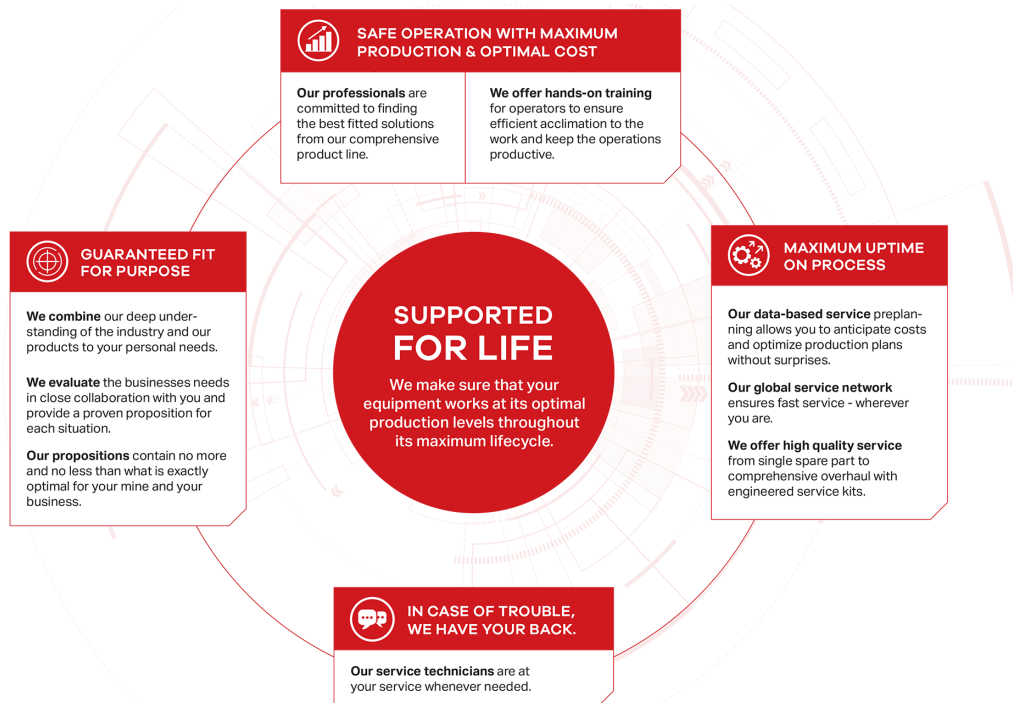 SAFE OPERATION WITH MAXIMUM
PRODUCTION & OPTIMAL COST
Our professionals are
committed to finding
the best fitted solutions
from our comprehensive
product line.
We offer hands-on training
for operators to ensure
efficient acclimation to the
work and keep the operations
productive.
GUARANTEED FIT
FOR PURPOSE
We combine our deep under-
standing of the industry and our
products to your personal needs.
We evaluate the businesses needs
in close collaboration with you and
provide a proven proposition for
each situation.
Our propositions contain no more
and no less than what is exactly
optimal for your mine and your
business.
SUPPORTED
FOR LIFE
We make sure that your
equipment works at its optimal
production levels throughout
its maximum lifecycle.
MAXIMUM UPTIME
ON PROCESS
Our data-based service preplan-
ning allows you to anticipate costs
and optimize production plans
without surprises.
Our global service network
ensures fast service - wherever
you are.
We offer high quality service
from single spare part to
comprehensive overhaul with
engineered service kits.
IN CASE OF TROUBLE,
WE HAVE YOUR BACK.
Our service technicians are at
your service whenever needed.